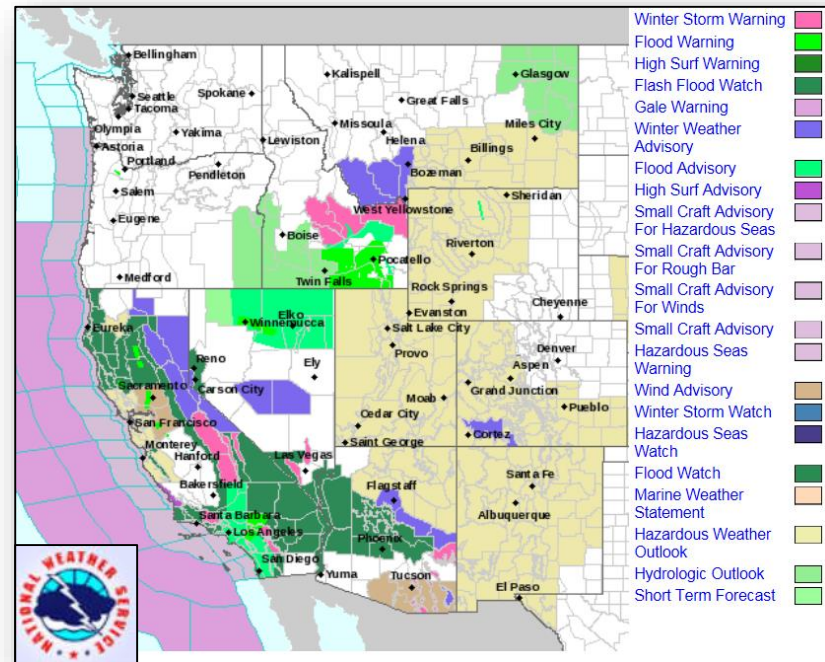 Bellingham
Kalispell
Glasgow
Seattle
Spokane
Tacoma
Great Falls
Olympia
Missoula
Miles City
Yakima
Lewiston
Helena
Astoria
Billings
Portland
Pendleton
Bozeman
Salem
Sheridan
West Yellowstone
Eugene
Boise
Riverton
Pocatello
Medford
Twin Falls
Rock Springs
Cheyenne
Elko
Evanston
Eureka
Winnemucca
Salt Lake City
Denver
Reno
Ely
Provo
Aspen
Sacramento
Carson City
Moab
Grand Junction
Pueblo
San Francisco
Cedar City
Monterey
Saint George
Cortez
Hanford
Las Vegas
Bakersfield
Flagstaff
Santa Fe
Santa Barbara
Albuquerque
Los Angeles
Phoenix
San Diego
Yuma
Tucson
El Paso
NATIONAL WEATHER SERVICE
Winter Storm Warning
Flood Warning
High Surf Warning
Flash Flood Watch
Gale Warning
Winter Weather
Advisory
Flood Advisory
High Surf Advisory
Small Craft Advisory
For Hazardous Seas
Small Craft Advisory
For Rough Bar
Small Craft Advisory
For Winds
Small Craft Advisory
Hazardous Seas
Warning
Wind Advisory
Winter Storm Watch
Hazardous Seas
Watch
Flood Watch
Marine Weather
Statement
Hazardous Weather
Outlook
Hydrologic Outlook
Short Term Forecast